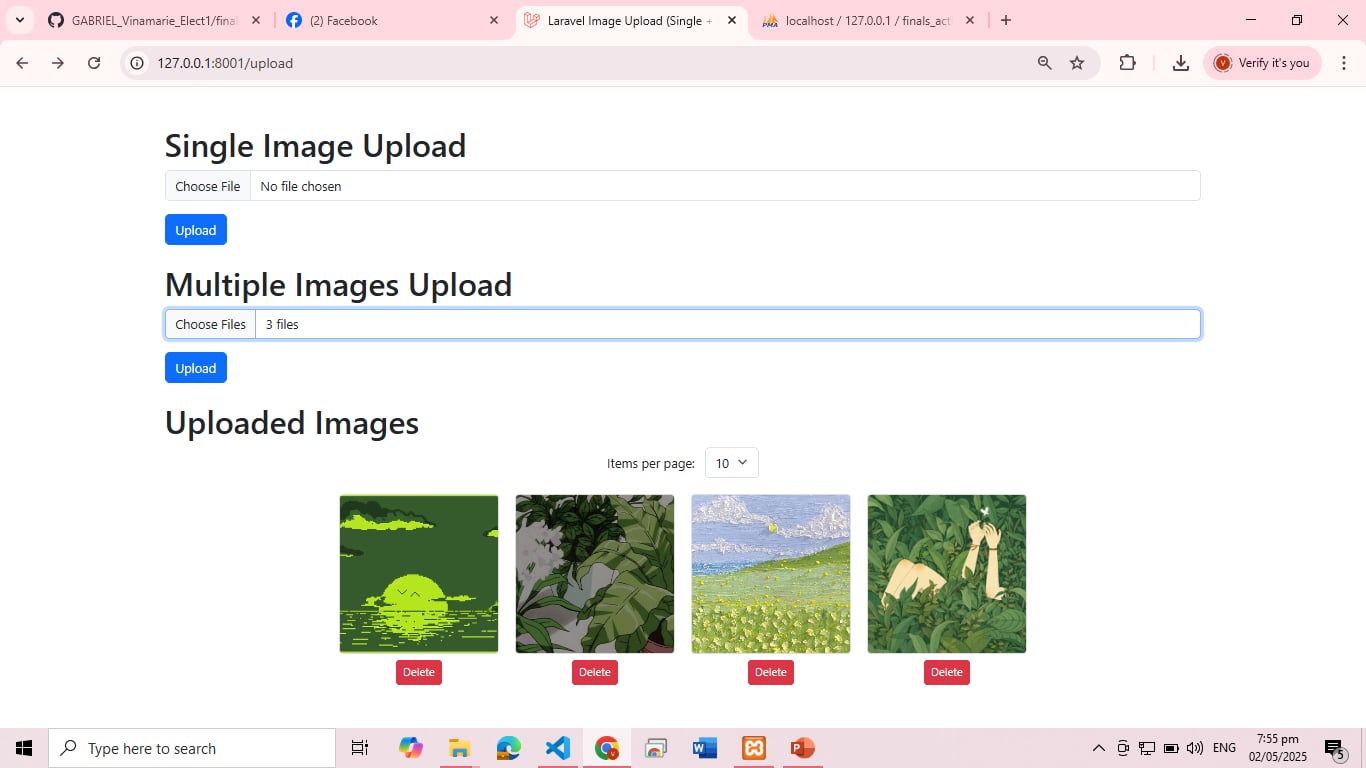 GABRIEL_Vinamarie_Elect1/final
(2) Facebook
Laravel Image Upload (Single +
PMA
localhost / 127.0.0.1 / finals_act
127.0.0.1:8001/upload
V
Verify it's you
Single Image Upload
Choose File No file chosen
Upload
Multiple Images Upload
Choose Files 3 files
Upload
Uploaded Images
Items per page: 10
Delete Delete Delete Delete
Type here to search
ENG
7:55 pm
02/05/2025
5